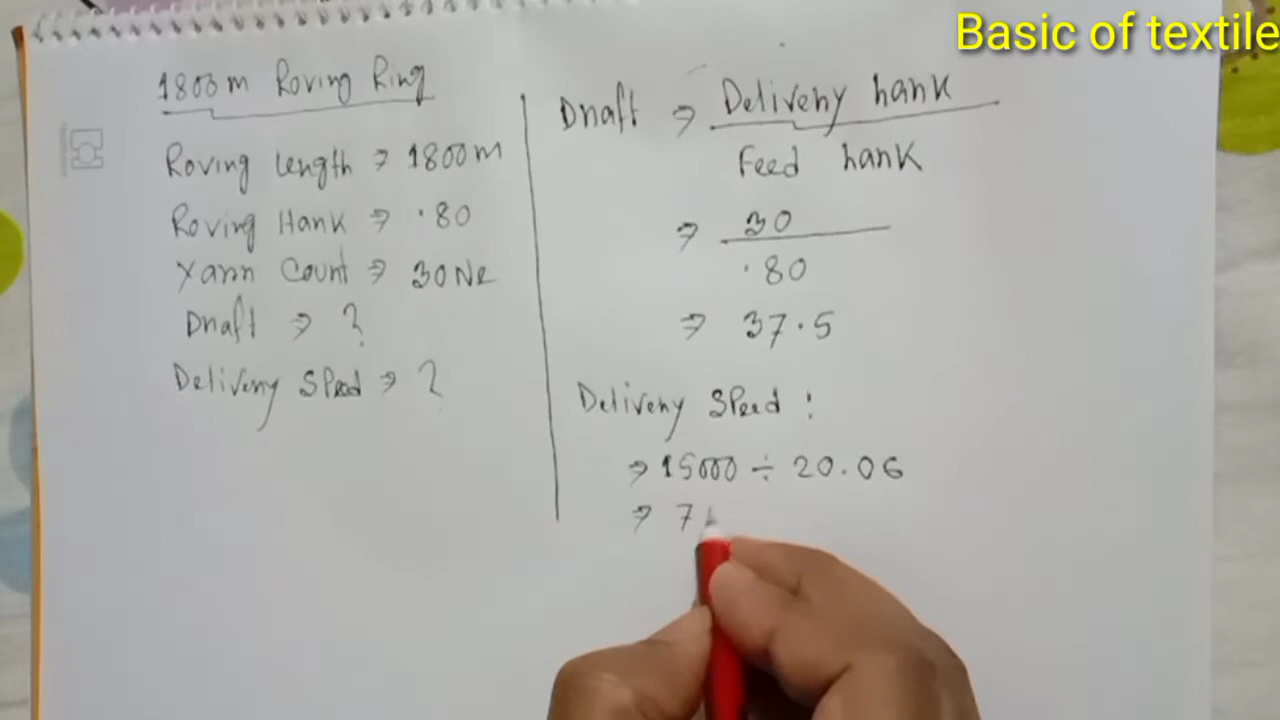 Basic of textile
1800m Roving Ring
Roving Length ⇒ 1800m
Roving Hank ⇒ .80
Yarn Count ⇒ 30Ne
Draft ⇒ ?
Delivery Speed ⇒ ?
Draft ⇒ Delivery hank
Feed hank
⇒ 30
.80
⇒ 37.5
Delivery Speed :
⇒ 15000 ÷ 20.06
⇒ 7